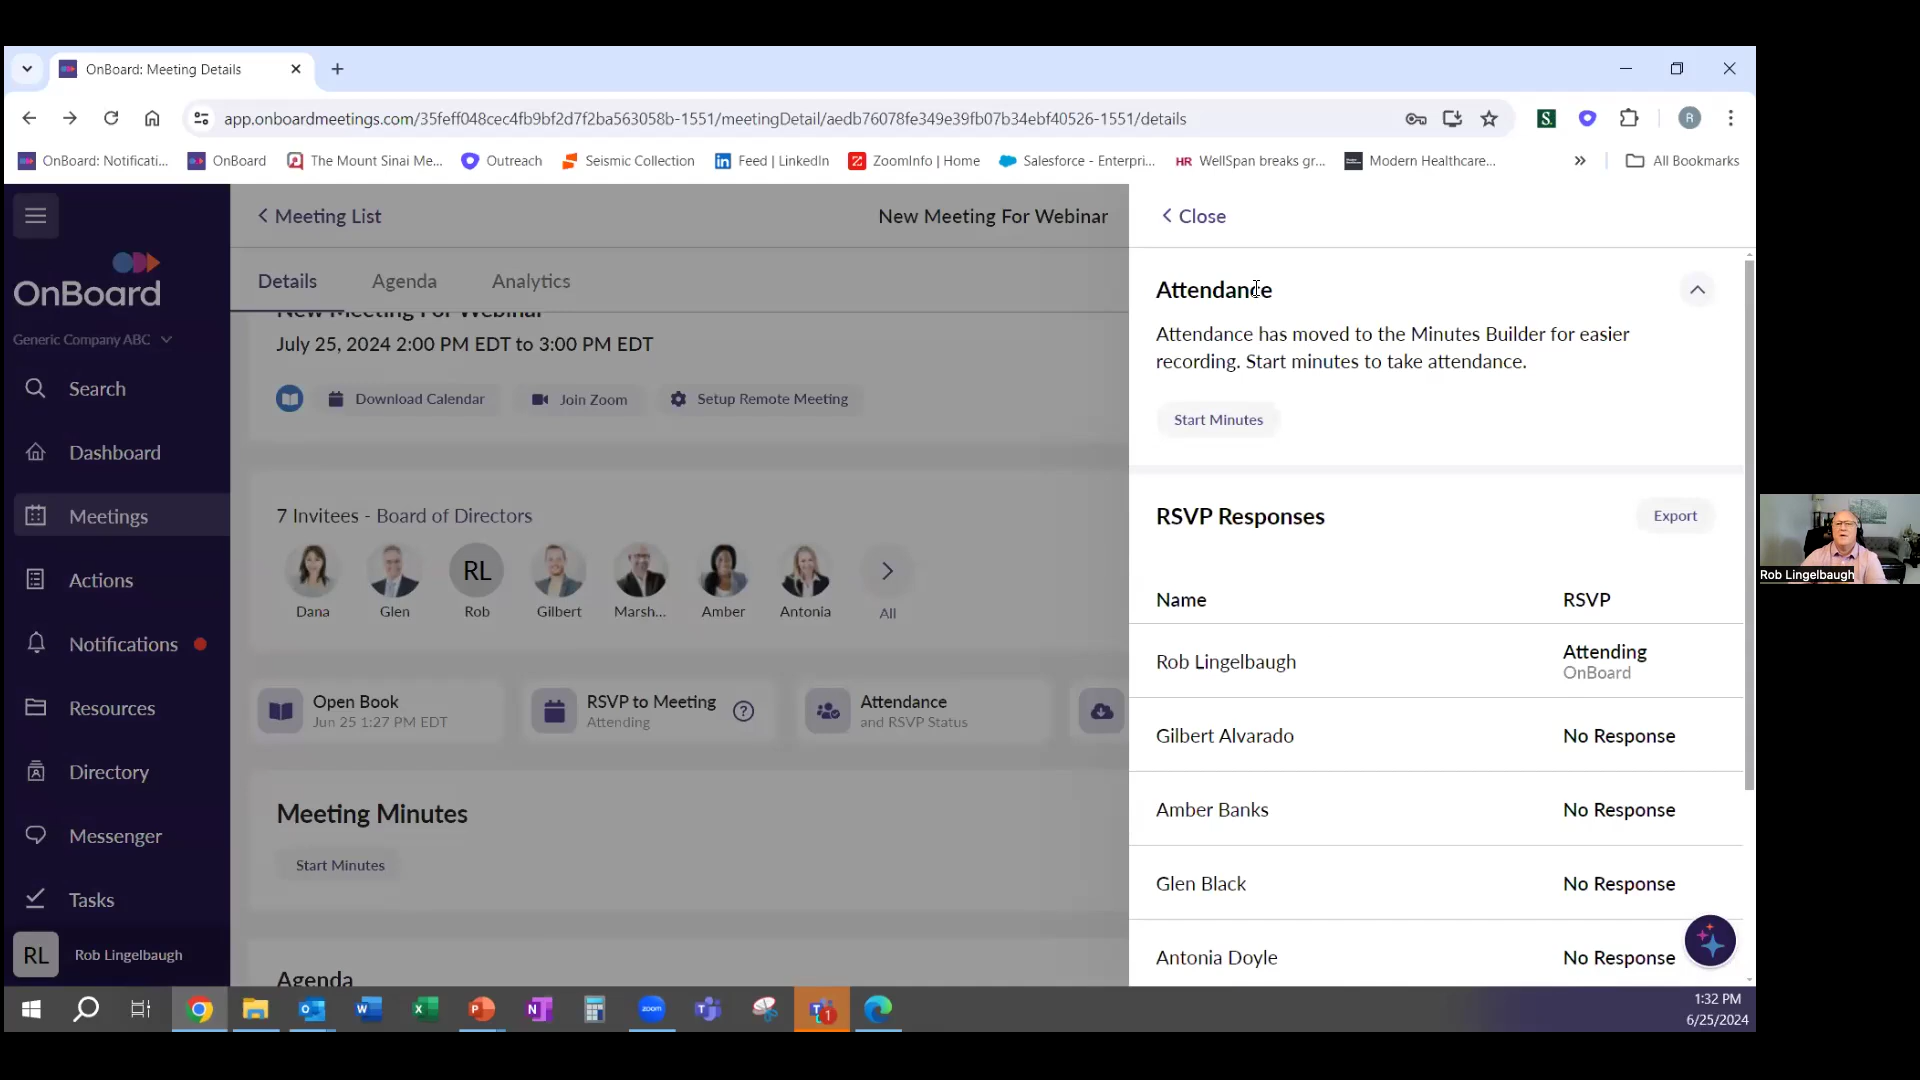 OnBoard: Meeting Details
app.onboardmeetings.com/35feff048cec4fb9bf2d7f2ba563058b-1551/meetingDetail/aedb76078fe349e39fb07b34ebf40526-1551/details
R
OnBoard: Notificati...
OnBoard
The Mount Sinai Me...
Outreach
Seismic Collection
Feed | LinkedIn
ZoomInfo | Home
Salesforce - Enterpri...
HR WellSpan breaks gr...
Modern Healthcare...
All Bookmarks
OnBoard
Generic Company ABC
Search
Dashboard
Meetings
Actions
Notifications
Resources
Directory
Messenger
Tasks
RL Rob Lingelbaugh
Meeting List
New Meeting For Webinar
Details Agenda Analytics
New Meeting For Webinar
July 25, 2024 2:00 PM EDT to 3:00 PM EDT
Download Calendar
Join Zoom
Setup Remote Meeting
7 Invitees - Board of Directors
RL
Dana Glen Rob Gilbert Marsh... Amber Antonia All
Open Book
Jun 25 1:27 PM EDT
RSVP to Meeting
Attending
?
Attendance
and RSVP Status
Meeting Minutes
Start Minutes
Agenda
Close
Attendance
Attendance has moved to the Minutes Builder for easier
recording. Start minutes to take attendance.
Start Minutes
RSVP Responses
Export
Name RSVP
Rob Lingelbaugh Attending
OnBoard
Gilbert Alvarado No Response
Amber Banks No Response
Glen Black No Response
Antonia Doyle No Response
zoom
1
1:32 PM
6/25/2024
Rob Lingelbaugh